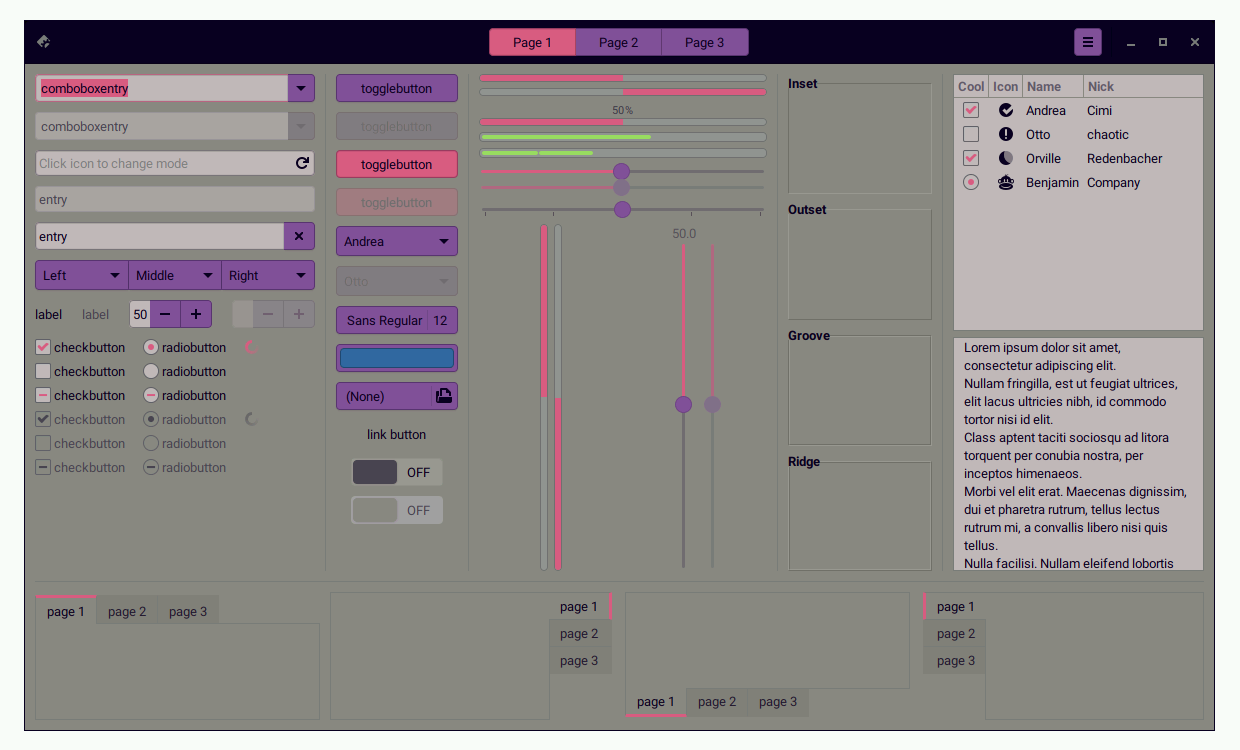 Page 1 Page 2 Page 3
comboboxentry
comboboxentry
Click icon to change mode
entry
entry
Left Middle Right
label label 50
checkbutton radiobutton
checkbutton radiobutton
checkbutton radiobutton
checkbutton radiobutton
checkbutton radiobutton
checkbutton radiobutton
togglebutton
togglebutton
togglebutton
togglebutton
Andrea
Otto
Sans Regular 12
(None)
link button
OFF
OFF
50%
50.0
Inset
Outset
Groove
Ridge
Cool Icon Name Nick
Andrea Cimi
Otto chaotic
Orville Redenbacher
Benjamin Company
Lorem ipsum dolor sit amet,
consectetur adipiscing elit.
Nullam fringilla, est ut feugiat ultrices,
elit lacus ultricies nibh, id commodo
tortor nisi id elit.
Class aptent taciti sociosqu ad litora
torquent per conubia nostra, per
inceptos himenaeos.
Morbi vel elit erat. Maecenas dignissim,
dui et pharetra rutrum, tellus lectus
rutrum mi, a convallis libero nisi quis
tellus.
Nulla facilisi. Nullam eleifend lobortis
page 1 page 2 page 3
page 1
page 2
page 3
page 1 page 2 page 3
page 1
page 2
page 3